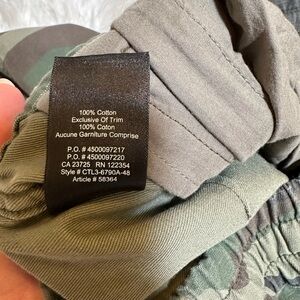 100% Cotton
Exclusive Of Trim
100% Coton
Aucune Garniture Comprise
P.O. # 4500097217
P.O. # 4500097220
CA 23725 RN 122354
Style # CTL3-6790A-48
Article # 58364